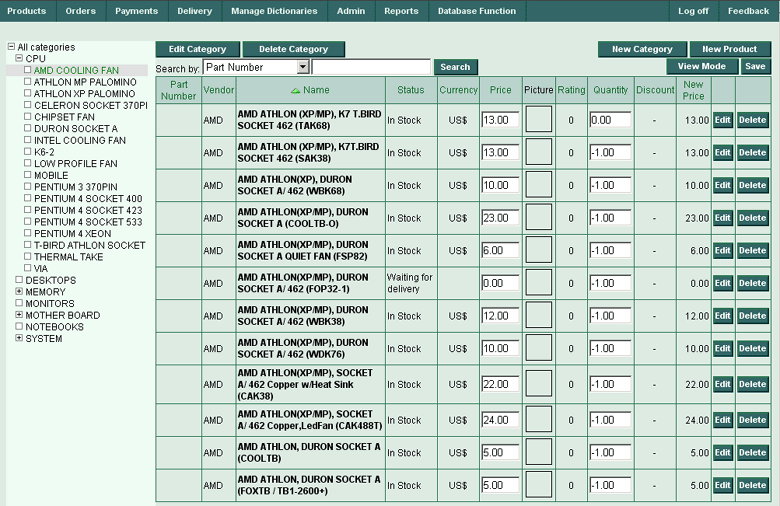 Products Orders Payments Delivery Manage Dictionaries Admin Reports Database Function Log off Feedback
All categories
CPU
AMD COOLING FAN
ATHLON MP PALOMINO
ATHLON XP PALOMINO
CELERON SOCKET 370PI
CHIPSET FAN
DURON SOCKET A
INTEL COOLING FAN
K6-2
LOW PROFILE FAN
MOBILE
PENTIUM 3 370PIN
PENTIUM 4 SOCKET 400
PENTIUM 4 SOCKET 423
PENTIUM 4 SOCKET 533
PENTIUM 4 XEON
T-BIRD ATHLON SOCKET
THERMAL TAKE
VIA
DESKTOPS
MEMORY
MONITORS
MOTHER BOARD
NOTEBOOKS
SYSTEM
Edit Category Delete Category New Category New Product
Search by: Part Number Search View Mode Save
Part Number Vendor Name Status Currency Price Picture Rating Quantity Discount New Price
AMD AMD ATHLON (XP/MP), K7 T.BIRD
SOCKET 462 (TAK68) In Stock US$ 13.00 0 0.00 - 13.00 Edit Delete
AMD AMD ATHLON (XP/MP), K7T.BIRD
SOCKET 462 (SAK38) In Stock US$ 13.00 0 -1.00 - 13.00 Edit Delete
AMD AMD ATHLON(XP), DURON
SOCKET A/ 462 (WBK68) In Stock US$ 10.00 0 -1.00 - 10.00 Edit Delete
AMD AMD ATHLON(XP/MP), DURON
SOCKET A (COOLTB-O) In Stock US$ 23.00 0 -1.00 - 23.00 Edit Delete
AMD AMD ATHLON(XP/MP), DURON
SOCKET A QUIET FAN (FSP82) In Stock US$ 6.00 0 -1.00 - 6.00 Edit Delete
AMD AMD ATHLON(XP/MP), DURON
SOCKET A/ 462 (FOP32-1) Waiting for delivery 0.00 0 -1.00 - 0.00 Edit Delete
AMD AMD ATHLON(XP/MP), DURON
SOCKET A/ 462 (WBK38) In Stock US$ 12.00 0 -1.00 - 12.00 Edit Delete
AMD AMD ATHLON(XP/MP), DURON
SOCKET A/ 462 (WDK76) In Stock US$ 10.00 0 -1.00 - 10.00 Edit Delete
AMD AMD ATHLON(XP/MP), SOCKET
A/ 462 Copper w/Heat Sink
(CAK38) In Stock US$ 22.00 0 -1.00 - 22.00 Edit Delete
AMD AMD ATHLON(XP/MP), SOCKET
A/ 462 Copper,LedFan (CAK488T) In Stock US$ 24.00 0 -1.00 - 24.00 Edit Delete
AMD AMD ATHLON, DURON SOCKET A
(COOLTB) In Stock US$ 5.00 0 -1.00 - 5.00 Edit Delete
AMD AMD ATHLON, DURON SOCKET A
(FOXTB / TB1-2600+) In Stock US$ 5.00 0 -1.00 - 5.00 Edit Delete